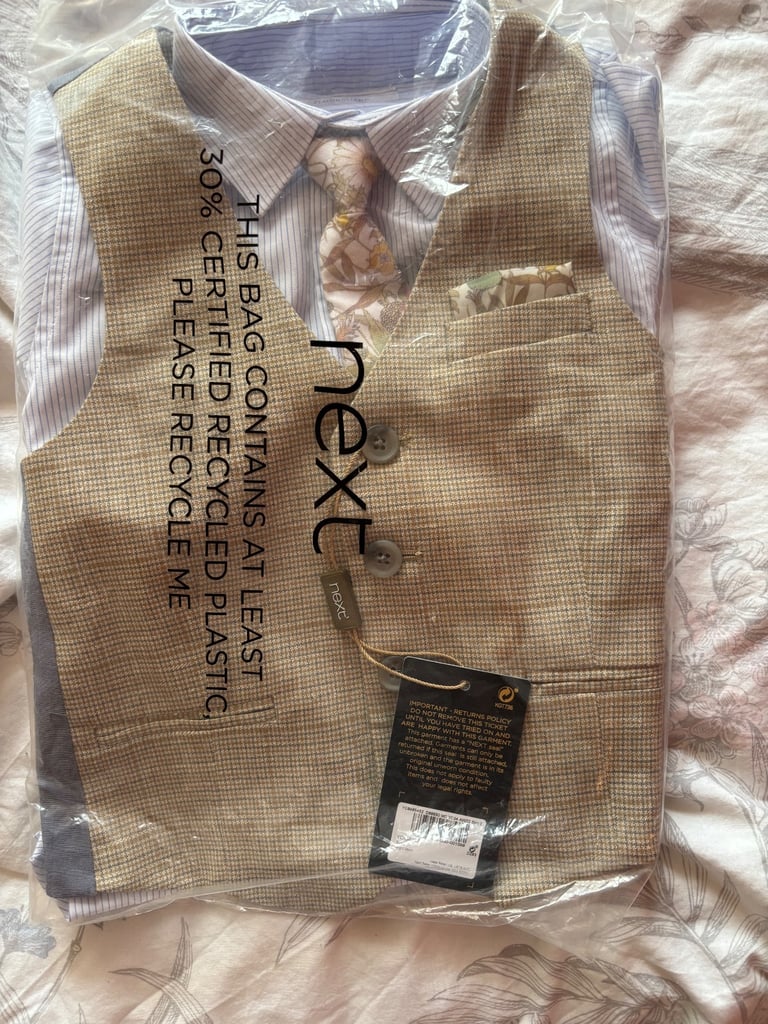 THIS BAG CONTAINS AT LEAST
30% CERTIFIED RECYCLED PLASTIC,
PLEASE RECYCLE ME
next
next
IMPORTANT - RETURNS POLICY
DO NOT REMOVE THIS TICKET
UNTIL YOU HAVE TRIED ON AND
ARE HAPPY WITH THIS GARMENT.
This garment has a "NEXT seal"
attached. Garments can only be
returned if this seal is still attached,
unbroken and the garment is in its
original unworn condition.
This does not apply to faulty
items and does not affect
your legal rights.